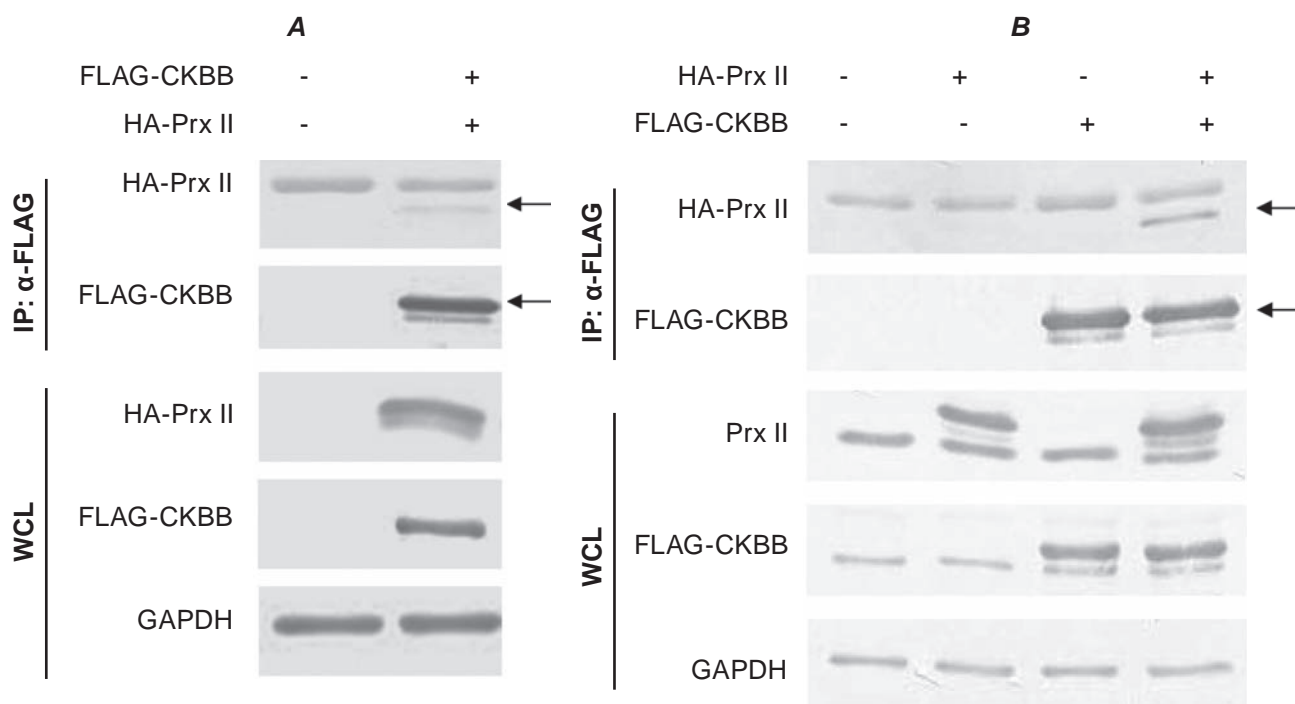 A
FLAG-CKBB - +
HA-Prx II - +
IP: α-FLAG
HA-Prx II
FLAG-CKBB
WCL
HA-Prx II
FLAG-CKBB
GAPDH
B
HA-Prx II - + - +
FLAG-CKBB - - + +
IP: α-FLAG
HA-Prx II
FLAG-CKBB
WCL
Prx II
FLAG-CKBB
GAPDH